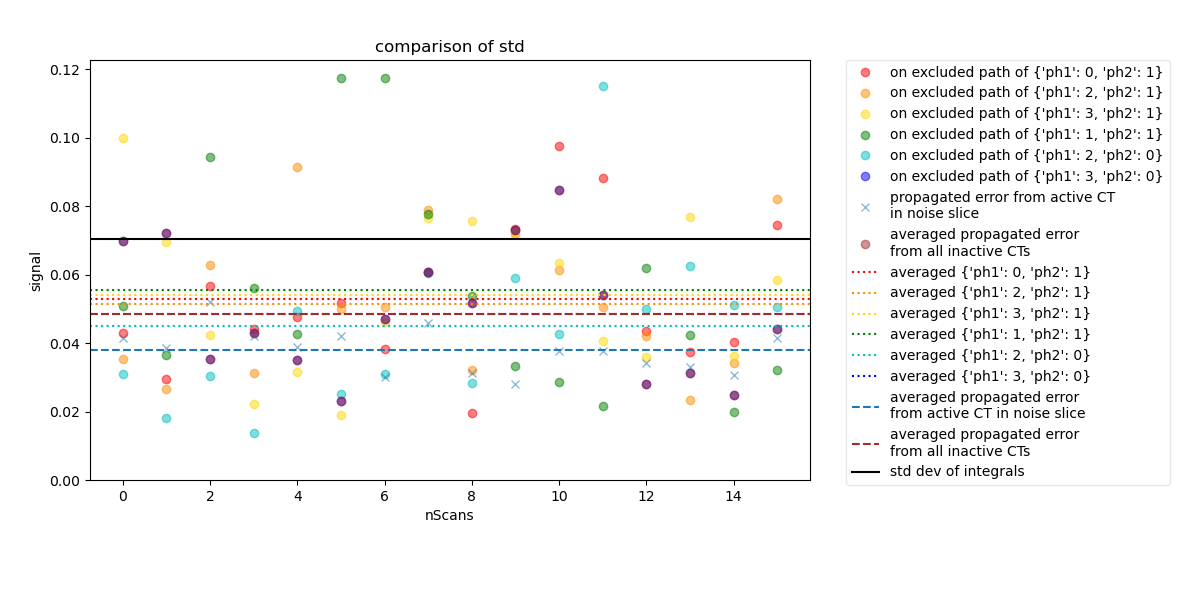 comparison of std
0.12
0.10
0.08
0.06
0.04
0.02
0.00
signal
0 2 4 6 8 10 12 14
nScans
on excluded path of {'ph1': 0, 'ph2': 1}
on excluded path of {'ph1': 2, 'ph2': 1}
on excluded path of {'ph1': 3, 'ph2': 1}
on excluded path of {'ph1': 1, 'ph2': 1}
on excluded path of {'ph1': 2, 'ph2': 0}
on excluded path of {'ph1': 3, 'ph2': 0}
propagated error from active CT
in noise slice
averaged propagated error
from all inactive CTs
averaged {'ph1': 0, 'ph2': 1}
averaged {'ph1': 2, 'ph2': 1}
averaged {'ph1': 3, 'ph2': 1}
averaged {'ph1': 1, 'ph2': 1}
averaged {'ph1': 2, 'ph2': 0}
averaged {'ph1': 3, 'ph2': 0}
averaged propagated error
from active CT in noise slice
averaged propagated error
from all inactive CTs
std dev of integrals